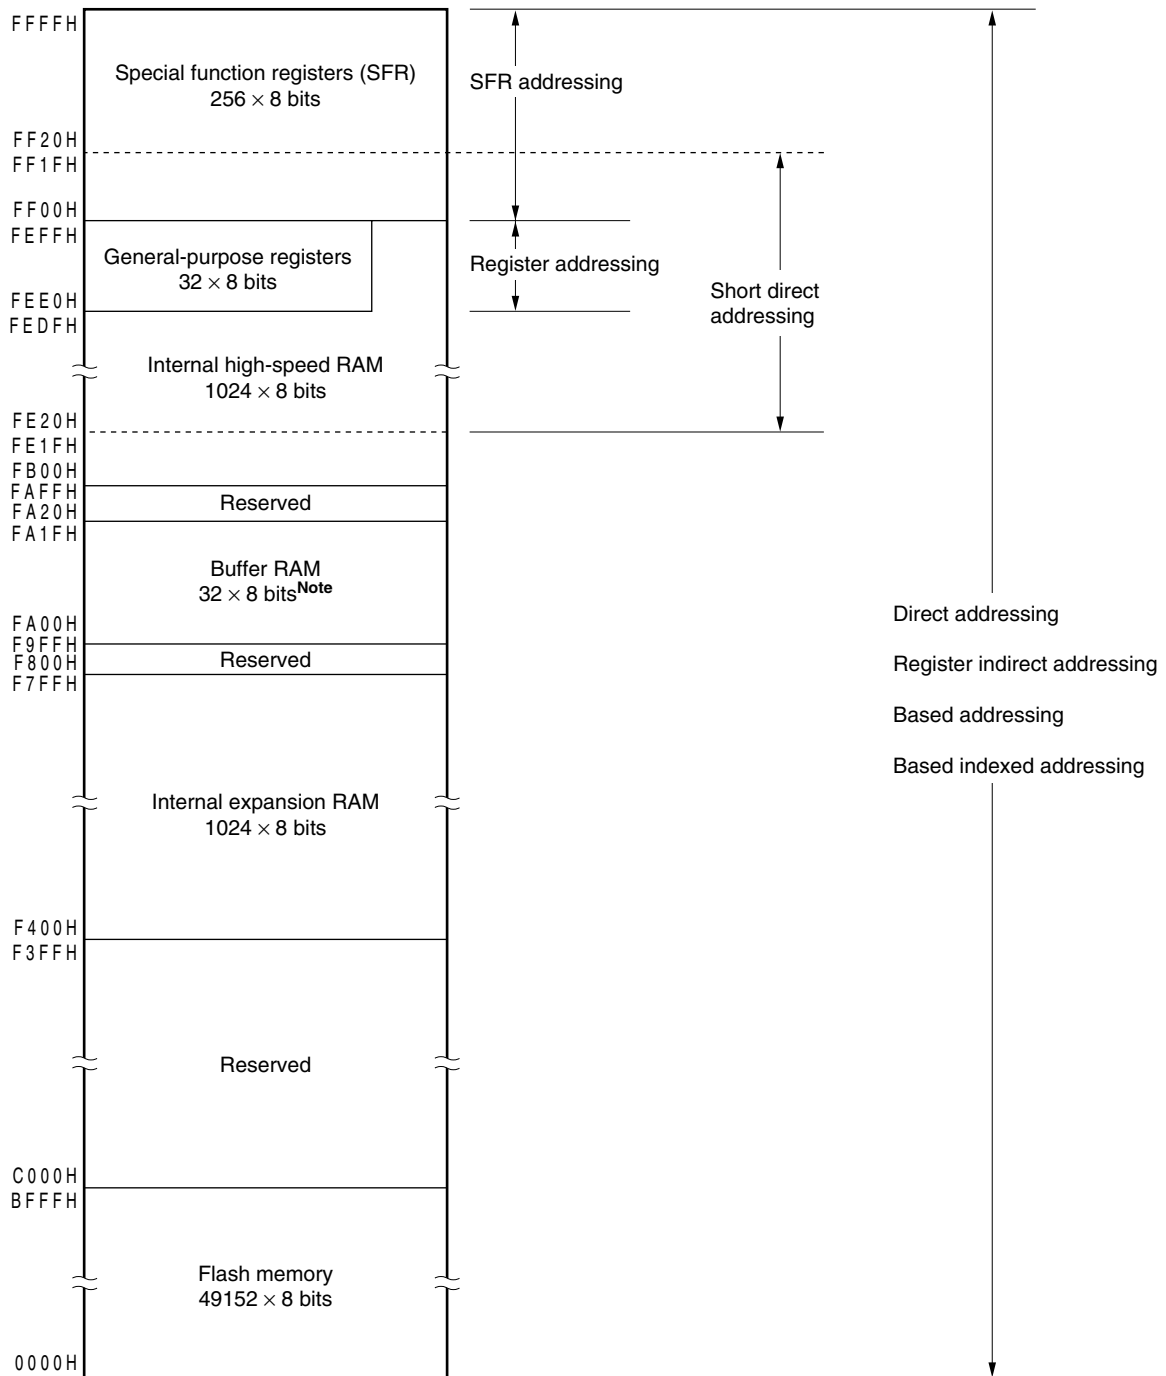 FFFFH
Special function registers (SFR)
256 × 8 bits
SFR addressing
FF20H
FF1FH
FF00H
FEFFH
General-purpose registers
32 × 8 bits
Register addressing
FEE0H
FEDFH
Short direct
addressing
Internal high-speed RAM
1024 × 8 bits
FE20H
FE1FH
FB00H
FAFFH
Reserved
FA20H
FA1FH
Buffer RAM
32 × 8 bitsNote
FA00H
F9FFH
Reserved
F800H
F7FFH
Direct addressing
Register indirect addressing
Based addressing
Based indexed addressing
Internal expansion RAM
1024 × 8 bits
F400H
F3FFH
Reserved
C000H
BFFFH
Flash memory
49152 × 8 bits
0000H